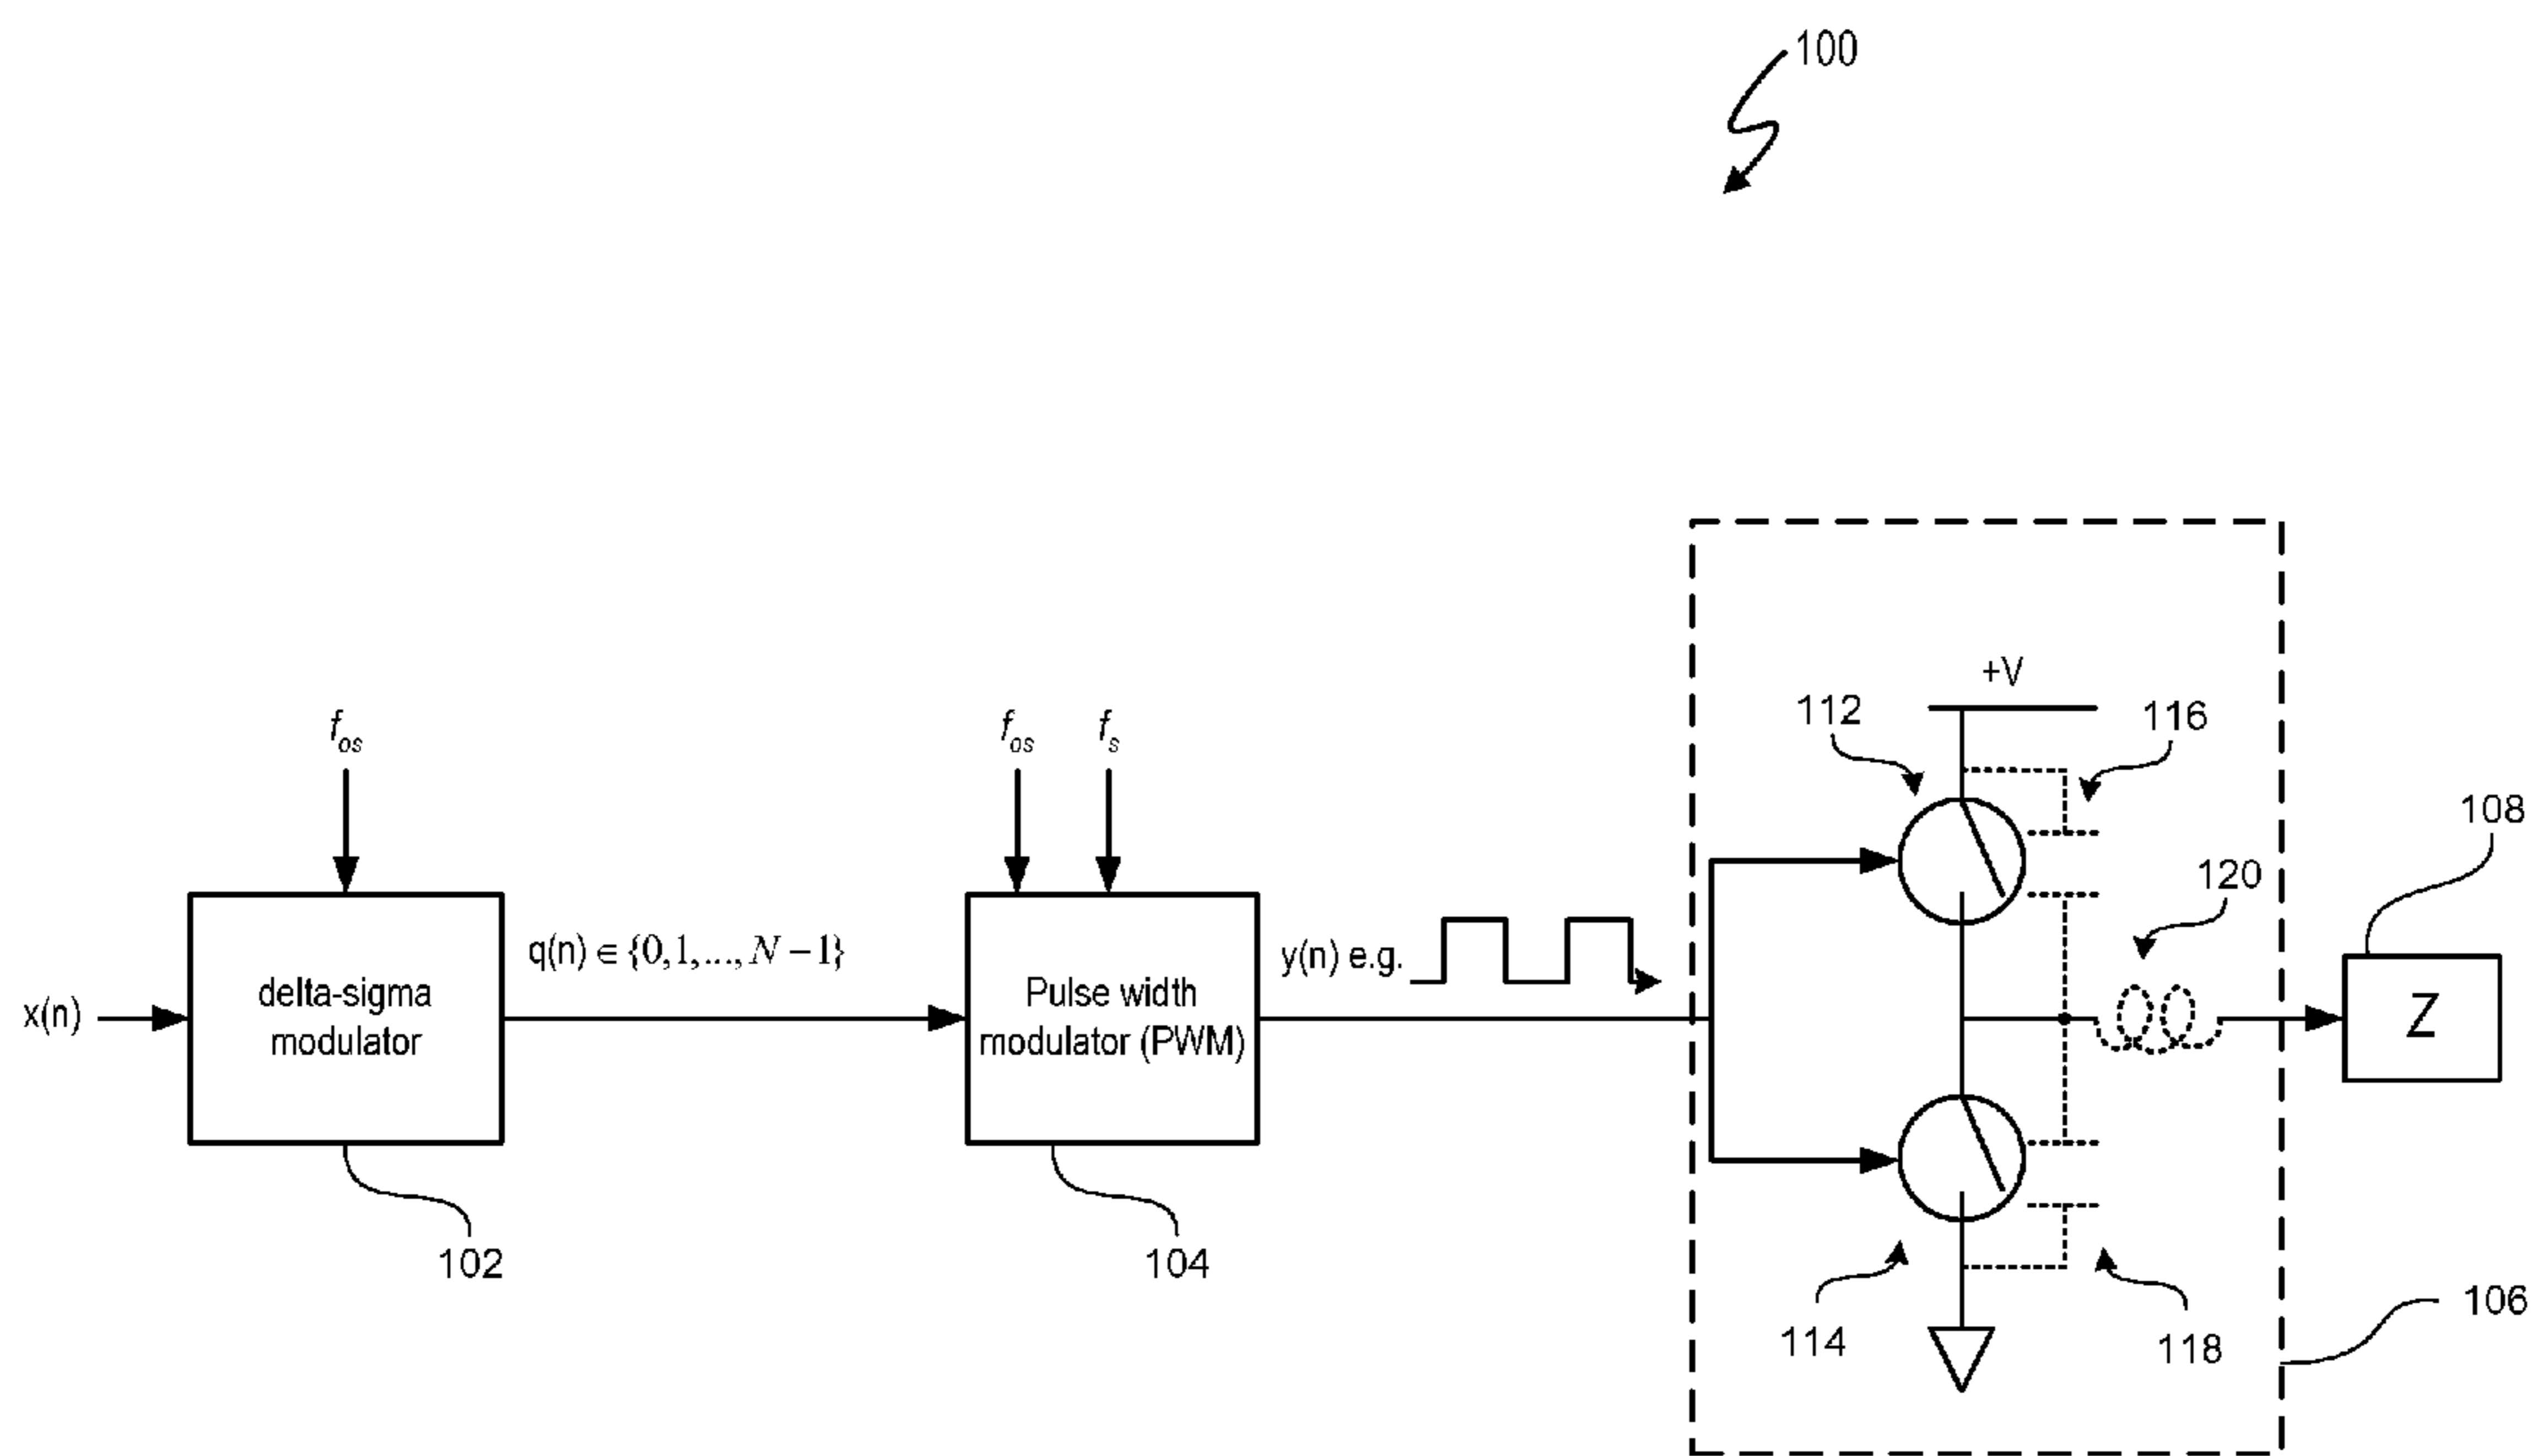 100
+V
112
116
f_os
f_os
f_s
108
120
q(n) ∈ {0,1,...,N−1}
y(n) e.g.
x(n)
delta-sigma
modulator
Pulse width
modulator (PWM)
Z
102
104
106
114
118